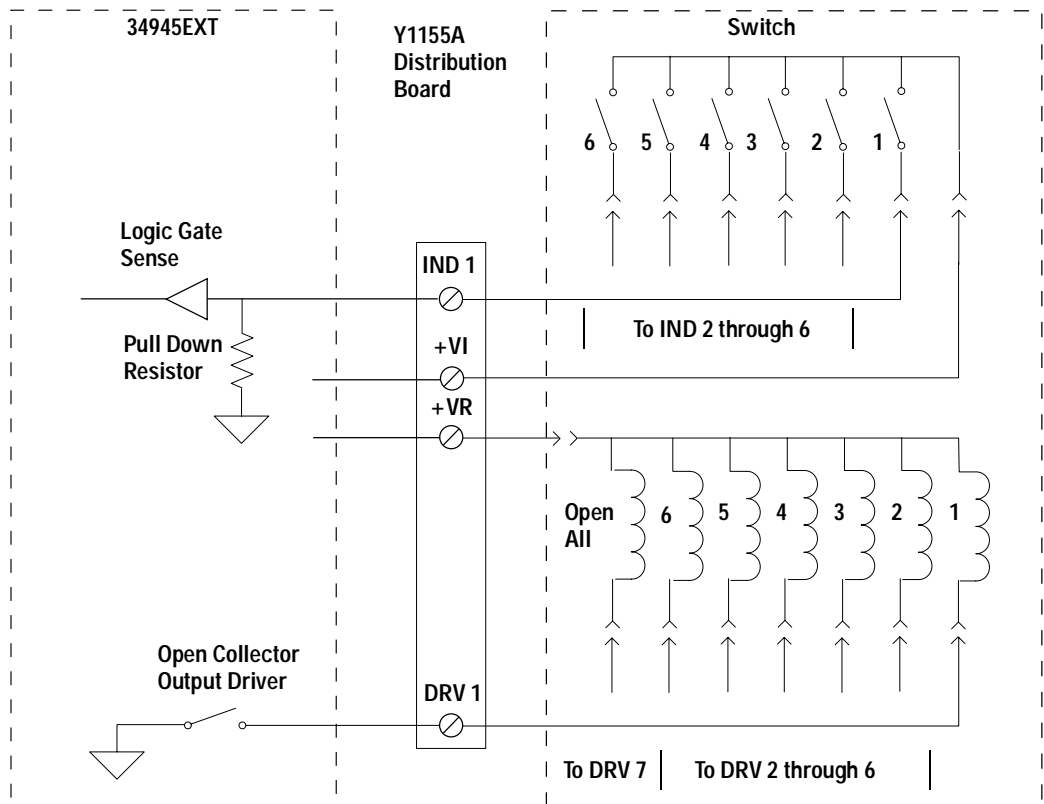 34945EXT
Y1155A
Distribution
Board
Switch
6 5 4 3 2 1
Logic Gate
Sense
IND 1
To IND 2 through 6
Pull Down
Resistor
+VI
+VR
Open
All
6 5 4 3 2 1
Open Collector
Output Driver
DRV 1
To DRV 7
To DRV 2 through 6